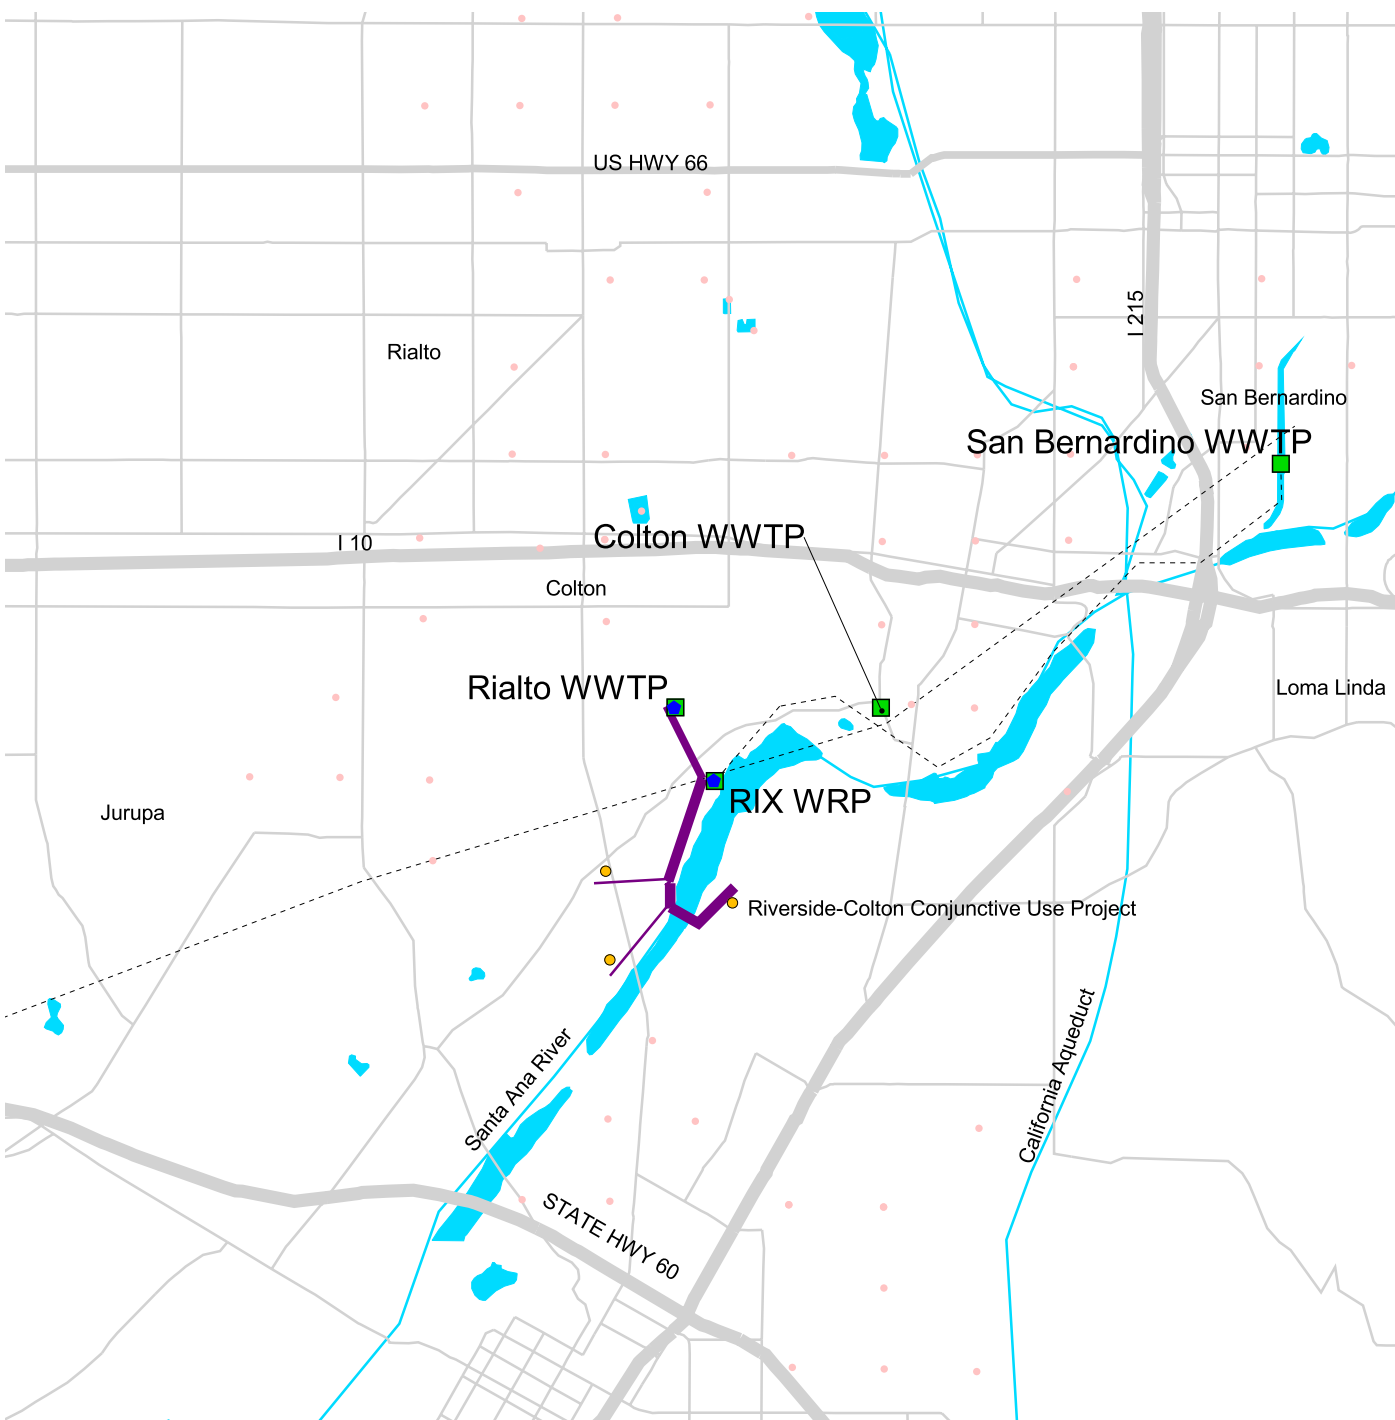 US HWY 66
I 215
Rialto
San Bernardino
San Bernardino WWTP
Colton WWTP
I 10
Colton
Rialto WWTP
Loma Linda
RIX WRP
Jurupa
Riverside-Colton Conjunctive Use Project
Santa Ana River
California Aqueduct
STATE HWY 60